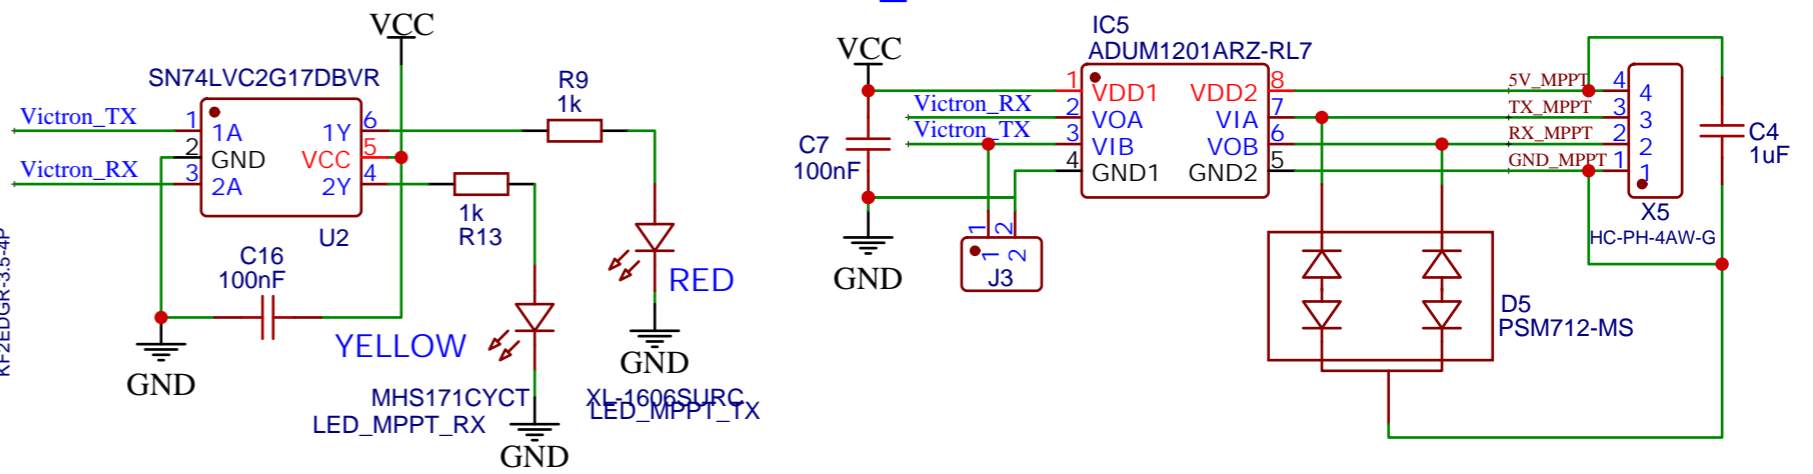 VCC
SN74LVC2G17DBVR
R9
1k
Victron_TX
1
1A
1Y
6
2
GND
VCC
5
Victron_RX
3
2A
2Y
4
U2
1k
R13
C16
100nF
GND
YELLOW
RED
GND
MHS171CYCT
LED_MPPT_RX
XL-1606SURC
LED_MPPT_TX
GND
KF2EDGR-3.5-4P
IC5
ADUM1201ARZ-RL7
VCC
1
VDD1
VDD2
8
Victron_RX
2
VOA
VIA
7
Victron_TX
3
VIB
VOB
6
4
GND1
GND2
5
C7
100nF
GND
1
2
1
2
J3
5V_MPPT
4
4
TX_MPPT
3
3
RX_MPPT
2
2
GND_MPPT
1
1
X5
HC-PH-4AW-G
C4
1uF
D5
PSM712-MS